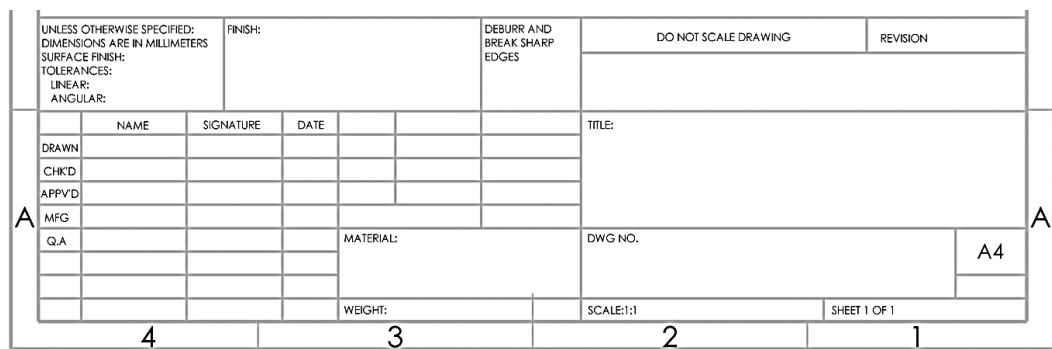 UNLESS OTHERWISE SPECIFIED:
DIMENSIONS ARE IN MILLIMETERS
SURFACE FINISH:
TOLERANCES:
LINEAR:
ANGULAR:
FINISH:
DEBURR AND
BREAK SHARP
EDGES
DO NOT SCALE DRAWING
REVISION
NAME
SIGNATURE
DATE
TITLE:
DRAWN
CHK'D
APPV'D
MFG
Q.A
MATERIAL:
DWG NO.
A4
WEIGHT:
SCALE:1:1
SHEET 1 OF 1
A
A
4
3
2
1